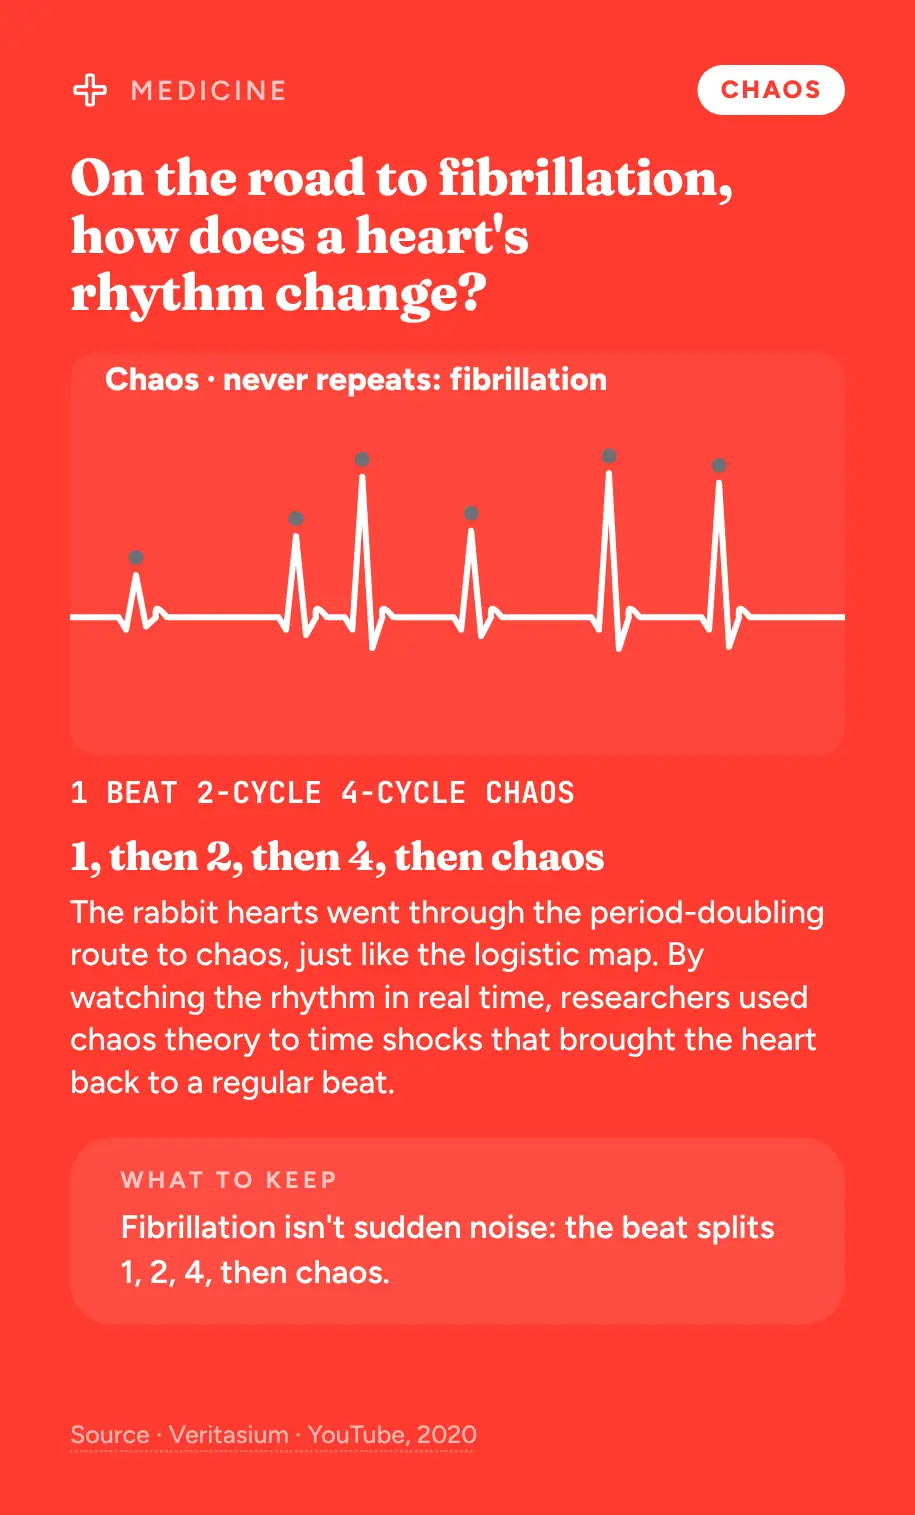 MEDICINE
CHAOS
On the road to fibrillation,
how does a heart's
rhythm change?
Chaos · never repeats: fibrillation
1 BEAT 2-CYCLE 4-CYCLE CHAOS
1, then 2, then 4, then chaos
The rabbit hearts went through the period-doubling
route to chaos, just like the logistic map. By
watching the rhythm in real time, researchers used
chaos theory to time shocks that brought the heart
back to a regular beat.
WHAT TO KEEP
Fibrillation isn't sudden noise: the beat splits
1, 2, 4, then chaos.
Source · Veritasium · YouTube, 2020